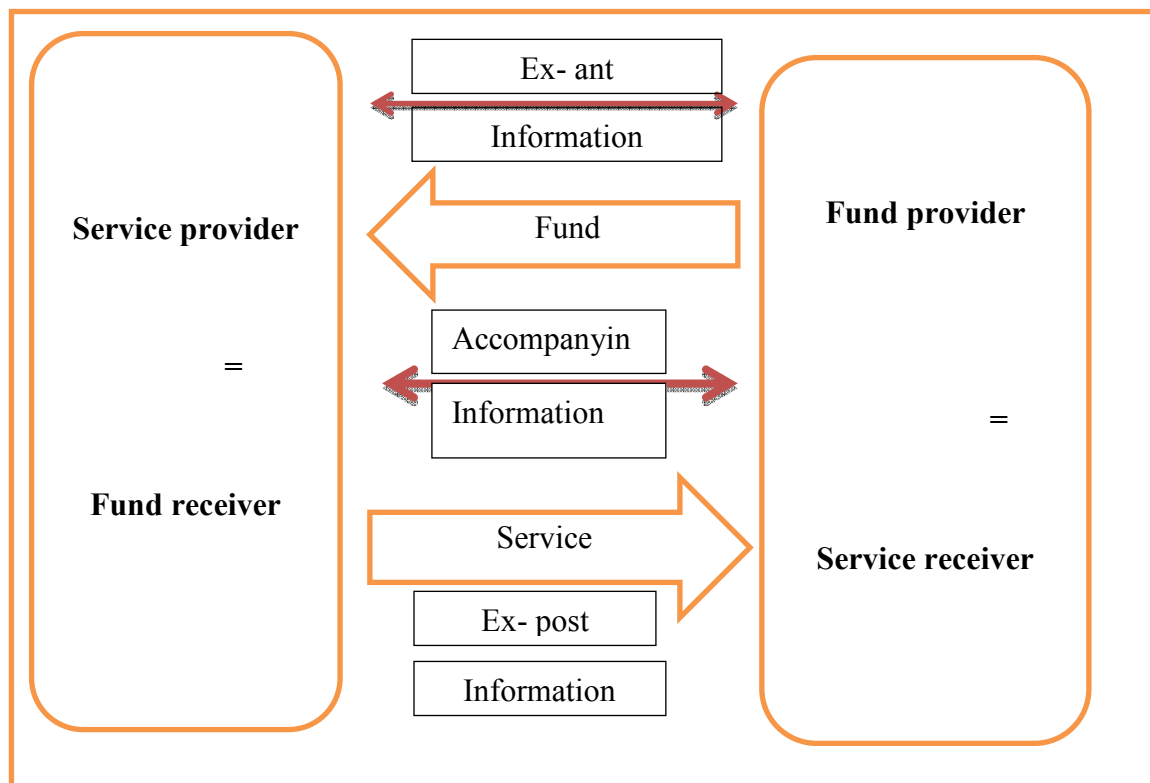 Ex- ant
Information
Service provider
=
Fund receiver
Fund
Accompanyin
Information
Service
Ex- post
Information
Fund provider
=
Service receiver